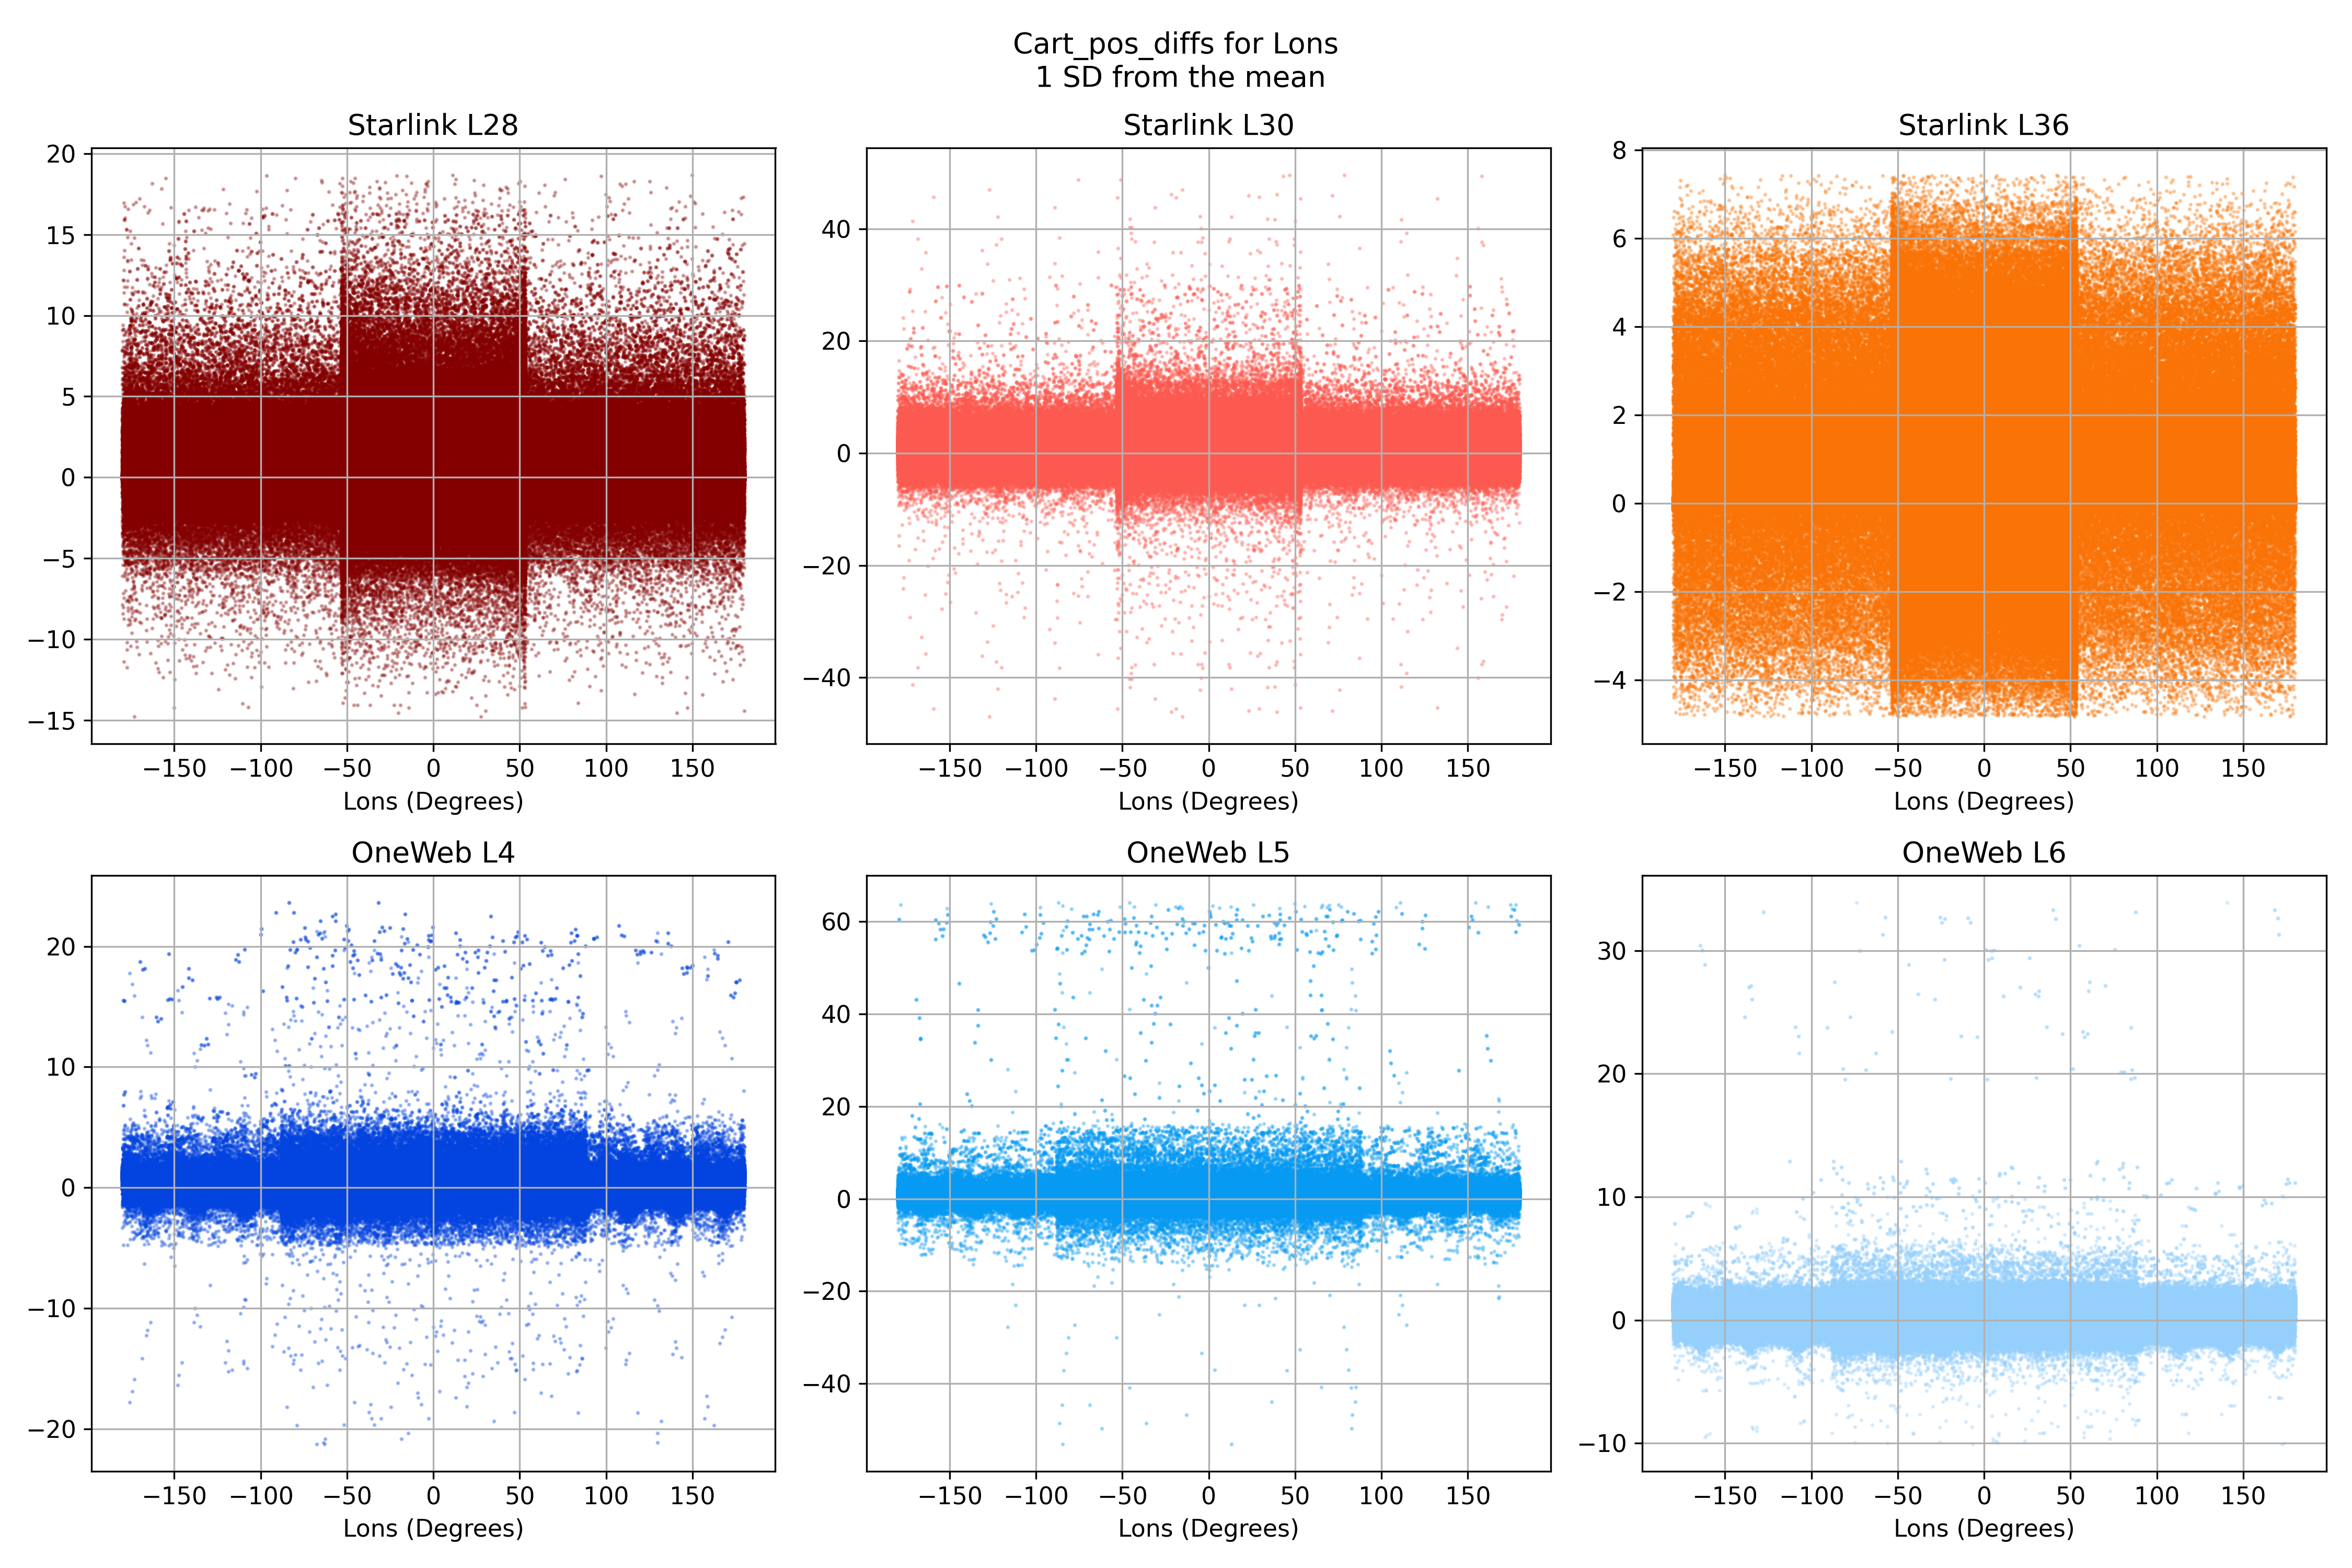 Cart_pos_diffs for Lons
1 SD from the mean
Starlink L28
20
15
10
5
0
−5
−10
−15
−150 −100 −50 0 50 100 150
Lons (Degrees)
Starlink L30
40
20
0
−20
−40
−150 −100 −50 0 50 100 150
Lons (Degrees)
Starlink L36
8
6
4
2
0
−2
−4
−150 −100 −50 0 50 100 150
Lons (Degrees)
OneWeb L4
20
10
0
−10
−20
−150 −100 −50 0 50 100 150
Lons (Degrees)
OneWeb L5
60
40
20
0
−20
−40
−150 −100 −50 0 50 100 150
Lons (Degrees)
OneWeb L6
30
20
10
0
−10
−150 −100 −50 0 50 100 150
Lons (Degrees)